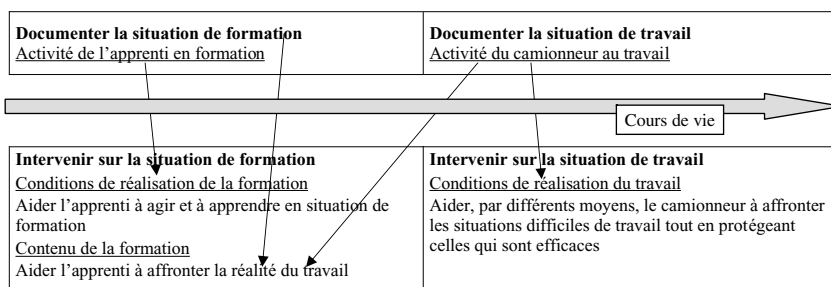 Documenter la situation de formation
Activité de l'apprenti en formation
Documenter la situation de travail
Activité du camionneur au travail
Cours de vie
Intervenir sur la situation de formation
Conditions de réalisation de la formation
Aider l'apprenti à agir et à apprendre en situation de
formation
Contenu de la formation
Aider l'apprenti à affronter la réalité du travail
Intervenir sur la situation de travail
Conditions de réalisation du travail
Aider, par différents moyens, le camionneur à affronter
les situations difficiles de travail tout en protégeant
celles qui sont efficaces